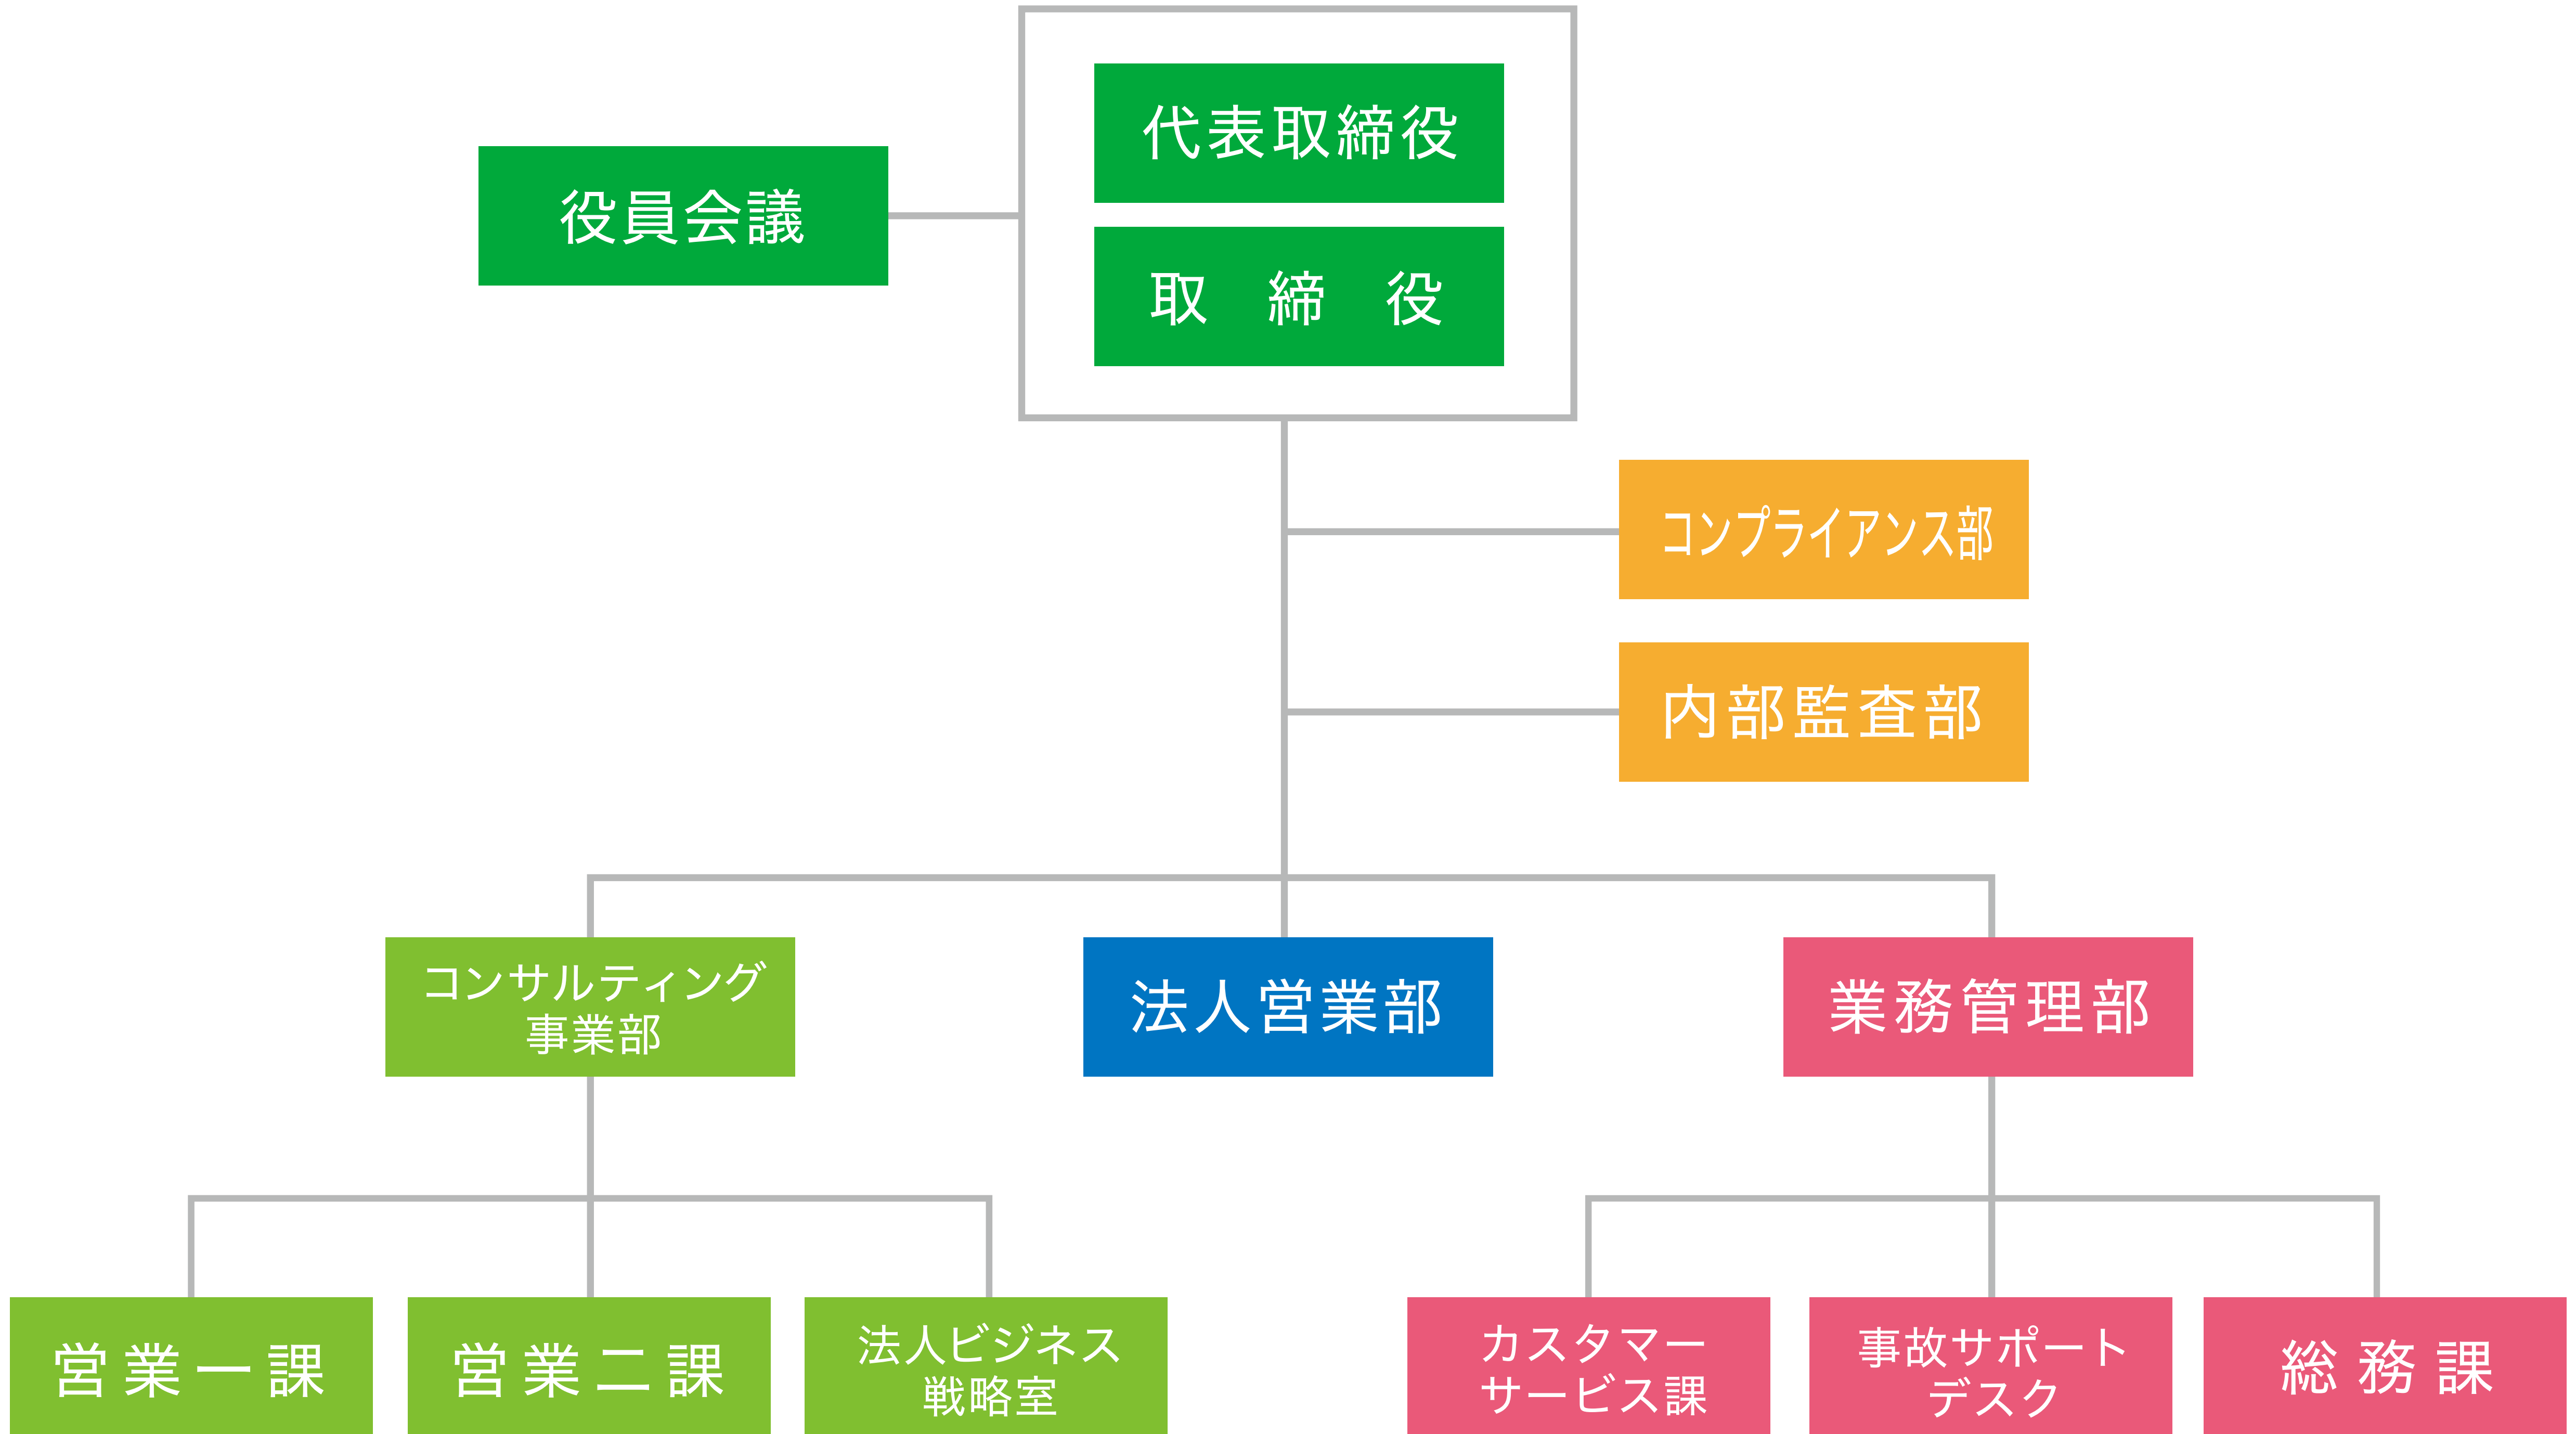 代表取締役
役員会議
取　締　役
コンプライアンス部
内部監査部
コンサルティング
事業部
法人営業部
業務管理部
営業一課
営業二課
法人ビジネス
戦略室
カスタマー
サービス課
事故サポート
デスク
総務課